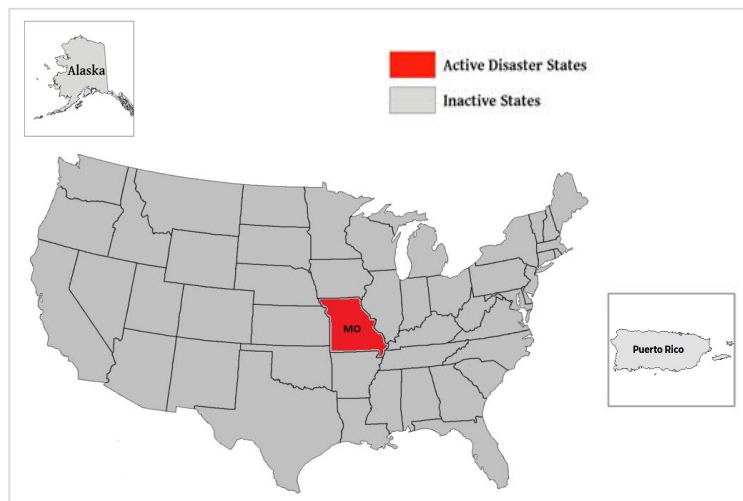 Alaska
Active Disaster States
Inactive States
MO
Puerto Rico